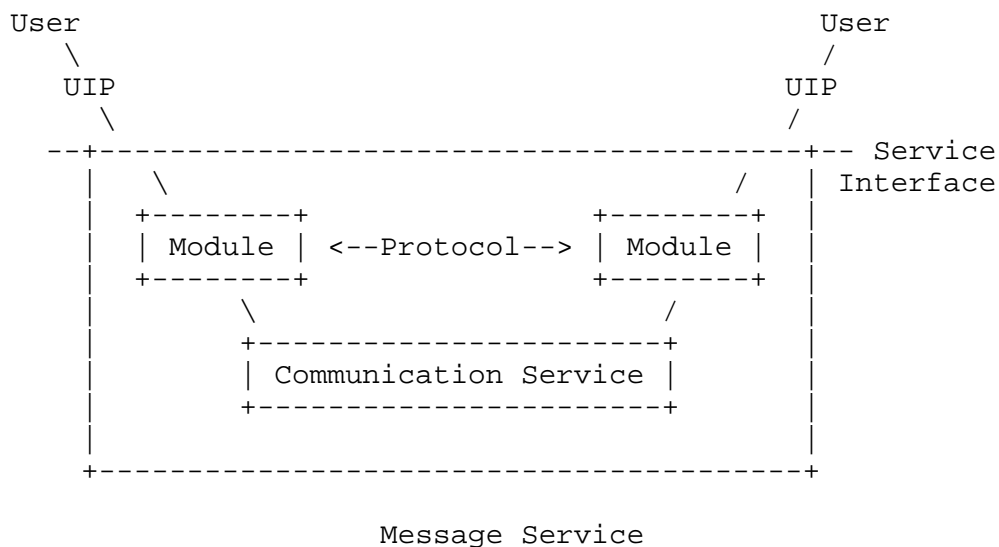 User User
UIP UIP
Service
Interface
Module <--Protocol--> Module
Communication Service
Message Service